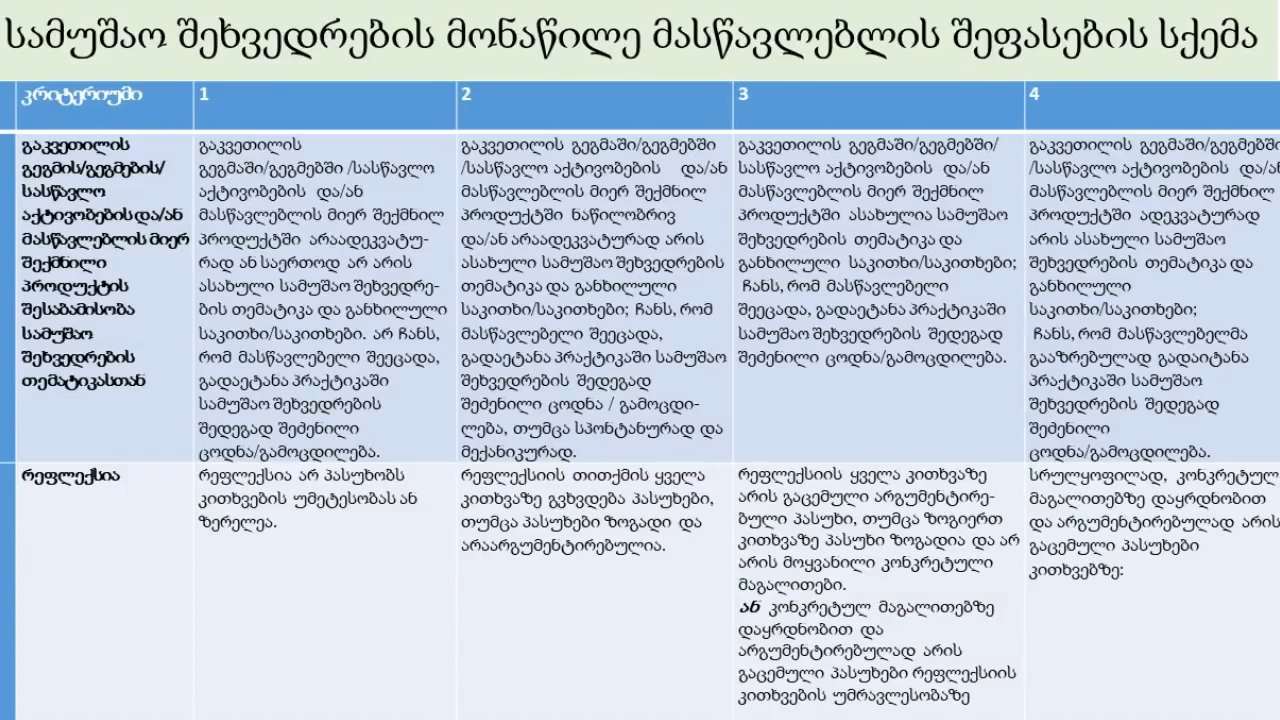 სამუშაო შეხვედრების მონაწილე მასწავლებლის შეფასების სქემა
კრიტერიუმი
1
2
3
4
გაკვეთილის
გეგმის/გეგმების/
სასწავლო
აქტივობების და/ან
მასწავლებლის მიერ
შექმნილი
პროდუქტის
შესაბამისობა
სამუშაო
შეხვედრების
თემატიკასთან
გაკვეთილის
გეგმაში/გეგმებში /სასწავლო
აქტივობების და/ან
მასწავლებლის მიერ შექმნილ
პროდუქტში არაადეკვატუ-
რად ან საერთოდ არ არის
ასახული სამუშაო შეხვედრე-
ბის თემატიკა და განხილული
საკითხი/საკითხები. არ ჩანს,
რომ მასწავლებელი შეეცადა,
გადაეტანა პრაქტიკაში
სამუშაო შეხვედრების
შედეგად შეძენილი
ცოდნა/გამოცდილება.
გაკვეთილის გეგმაში/გეგმებში
/სასწავლო აქტივობების და/ან
მასწავლებლის მიერ შექმნილ
პროდუქტში ნაწილობრივ
და/ან არაადეკვატურად არის
ასახული სამუშაო შეხვედრების
თემატიკა და განხილული
საკითხი/საკითხები; ჩანს, რომ
მასწავლებელი შეეცადა,
გადაეტანა პრაქტიკაში სამუშაო
შეხვედრების შედეგად
შეძენილი ცოდნა / გამოცდი-
ლება, თუმცა სპონტანურად და
მექანიკურად.
გაკვეთილის გეგმაში/გეგმებში/
სასწავლო აქტივობების და/ან
მასწავლებლის მიერ შექმნილ
პროდუქტში ასახულია სამუშაო
შეხვედრების თემატიკა და
განხილული საკითხი/საკითხები;
ჩანს, რომ მასწავლებელი
შეეცადა, გადაეტანა პრაქტიკაში
სამუშაო შეხვედრების შედეგად
შეძენილი ცოდნა/გამოცდილება.
გაკვეთილის გეგმაში/გეგმებში
/სასწავლო აქტივობების და/ან
მასწავლებლის მიერ შექმნილ
პროდუქტში ადეკვატურად
არის ასახული სამუშაო
შეხვედრების თემატიკა და
განხილული
საკითხი/საკითხები;
ჩანს, რომ მასწავლებელმა
გააზრებულად გადაიტანა
პრაქტიკაში სამუშაო
შეხვედრების შედეგად
შეძენილი
ცოდნა/გამოცდილება.
რეფლექსია
რეფლექსია არ პასუხობს
კითხვების უმეტესობას ან
ზერელეა.
რეფლექსიის თითქმის ყველა
კითხვაზე გვხვდება პასუხები,
თუმცა პასუხები ზოგადი და
არაარგუმენტირებულია.
რეფლექსიის ყველა კითხვაზე
არის გაცემული არგუმენტირე-
ბული პასუხი, თუმცა ზოგიერთ
კითხვაზე პასუხი ზოგადია და არ
არის მოყვანილი კონკრეტული
მაგალითები.
ან კონკრეტულ მაგალითებზე
დაყრდნობით და
არგუმენტირებულად არის
გაცემული პასუხები რეფლექსიის
კითხვების უმრავლესობაზე
სრულყოფილად, კონკრეტულ
მაგალითებზე დაყრდნობით
და არგუმენტირებულად არის
გაცემული პასუხები
კითხვებზე: